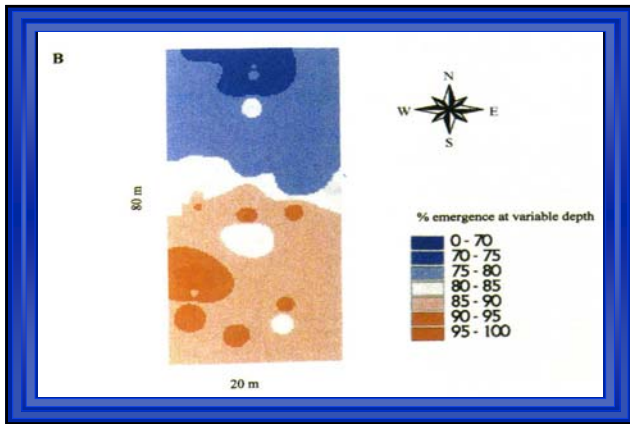 B
N
W E
S
80 m
% emergence at variable depth
0 - 70
70 - 75
75 - 80
80 - 85
85 - 90
90 - 95
95 - 100
20 m